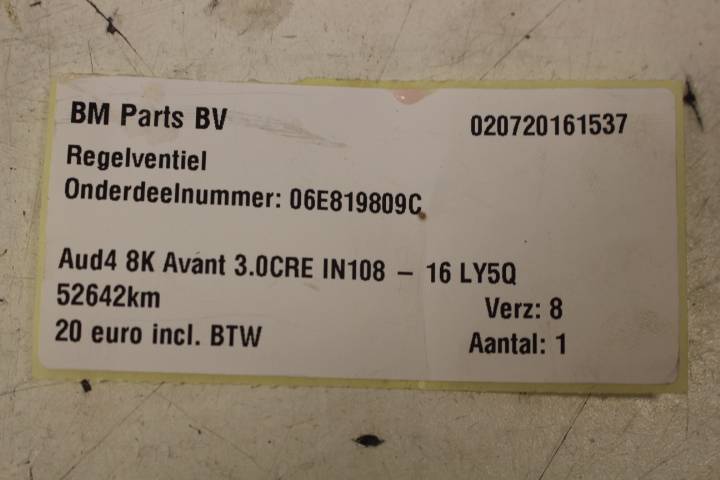 BM Parts BV 020720161537
Regelventiel
Onderdeelnummer: 06E819809C
Aud4 8K Avant 3.0CRE IN108 – 16 LY5Q
52642km Verz: 8
20 euro incl. BTW Aantal: 1